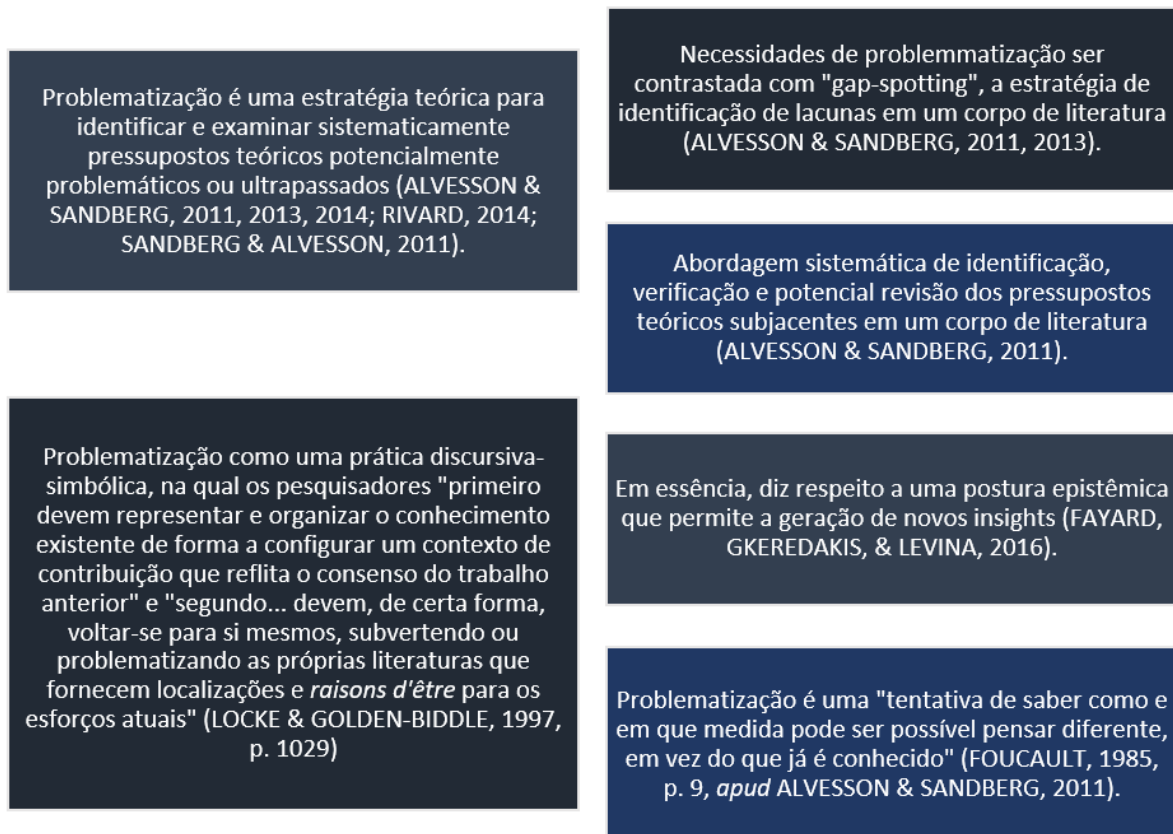 Problematização é uma estratégia teórica para
identificar e examinar sistematicamente
pressupostos teóricos potencialmente
problemáticos ou ultrapassados (ALVESSON &
SANDBERG, 2011, 2013, 2014; RIVARD, 2014;
SANDBERG & ALVESSON, 2011).
Necessidades de problemmatização ser
contrastada com "gap-spotting", a estratégia de
identificação de lacunas em um corpo de literatura
(ALVESSON & SANDBERG, 2011, 2013).
Abordagem sistemática de identificação,
verificação e potencial revisão dos pressupostos
teóricos subjacentes em um corpo de literatura
(ALVESSON & SANDBERG, 2011).
Problematização como uma prática discursiva-
simbólica, na qual os pesquisadores "primeiro
devem representar e organizar o conhecimento
existente de forma a configurar um contexto de
contribuição que reflita o consenso do trabalho
anterior" e "segundo... devem, de certa forma,
voltar-se para si mesmos, subvertendo ou
problematizando as próprias literaturas que
fornecem localizações e raisons d'être para os
esforços atuais" (LOCKE & GOLDEN-BIDDLE, 1997,
p. 1029)
Em essência, diz respeito a uma postura epistêmica
que permite a geração de novos insights (FAYARD,
GKEREDAKIS, & LEVINA, 2016).
Problematização é uma "tentativa de saber como e
em que medida pode ser possível pensar diferente,
em vez do que já é conhecido" (FOUCAULT, 1985,
p. 9, apud ALVESSON & SANDBERG, 2011).